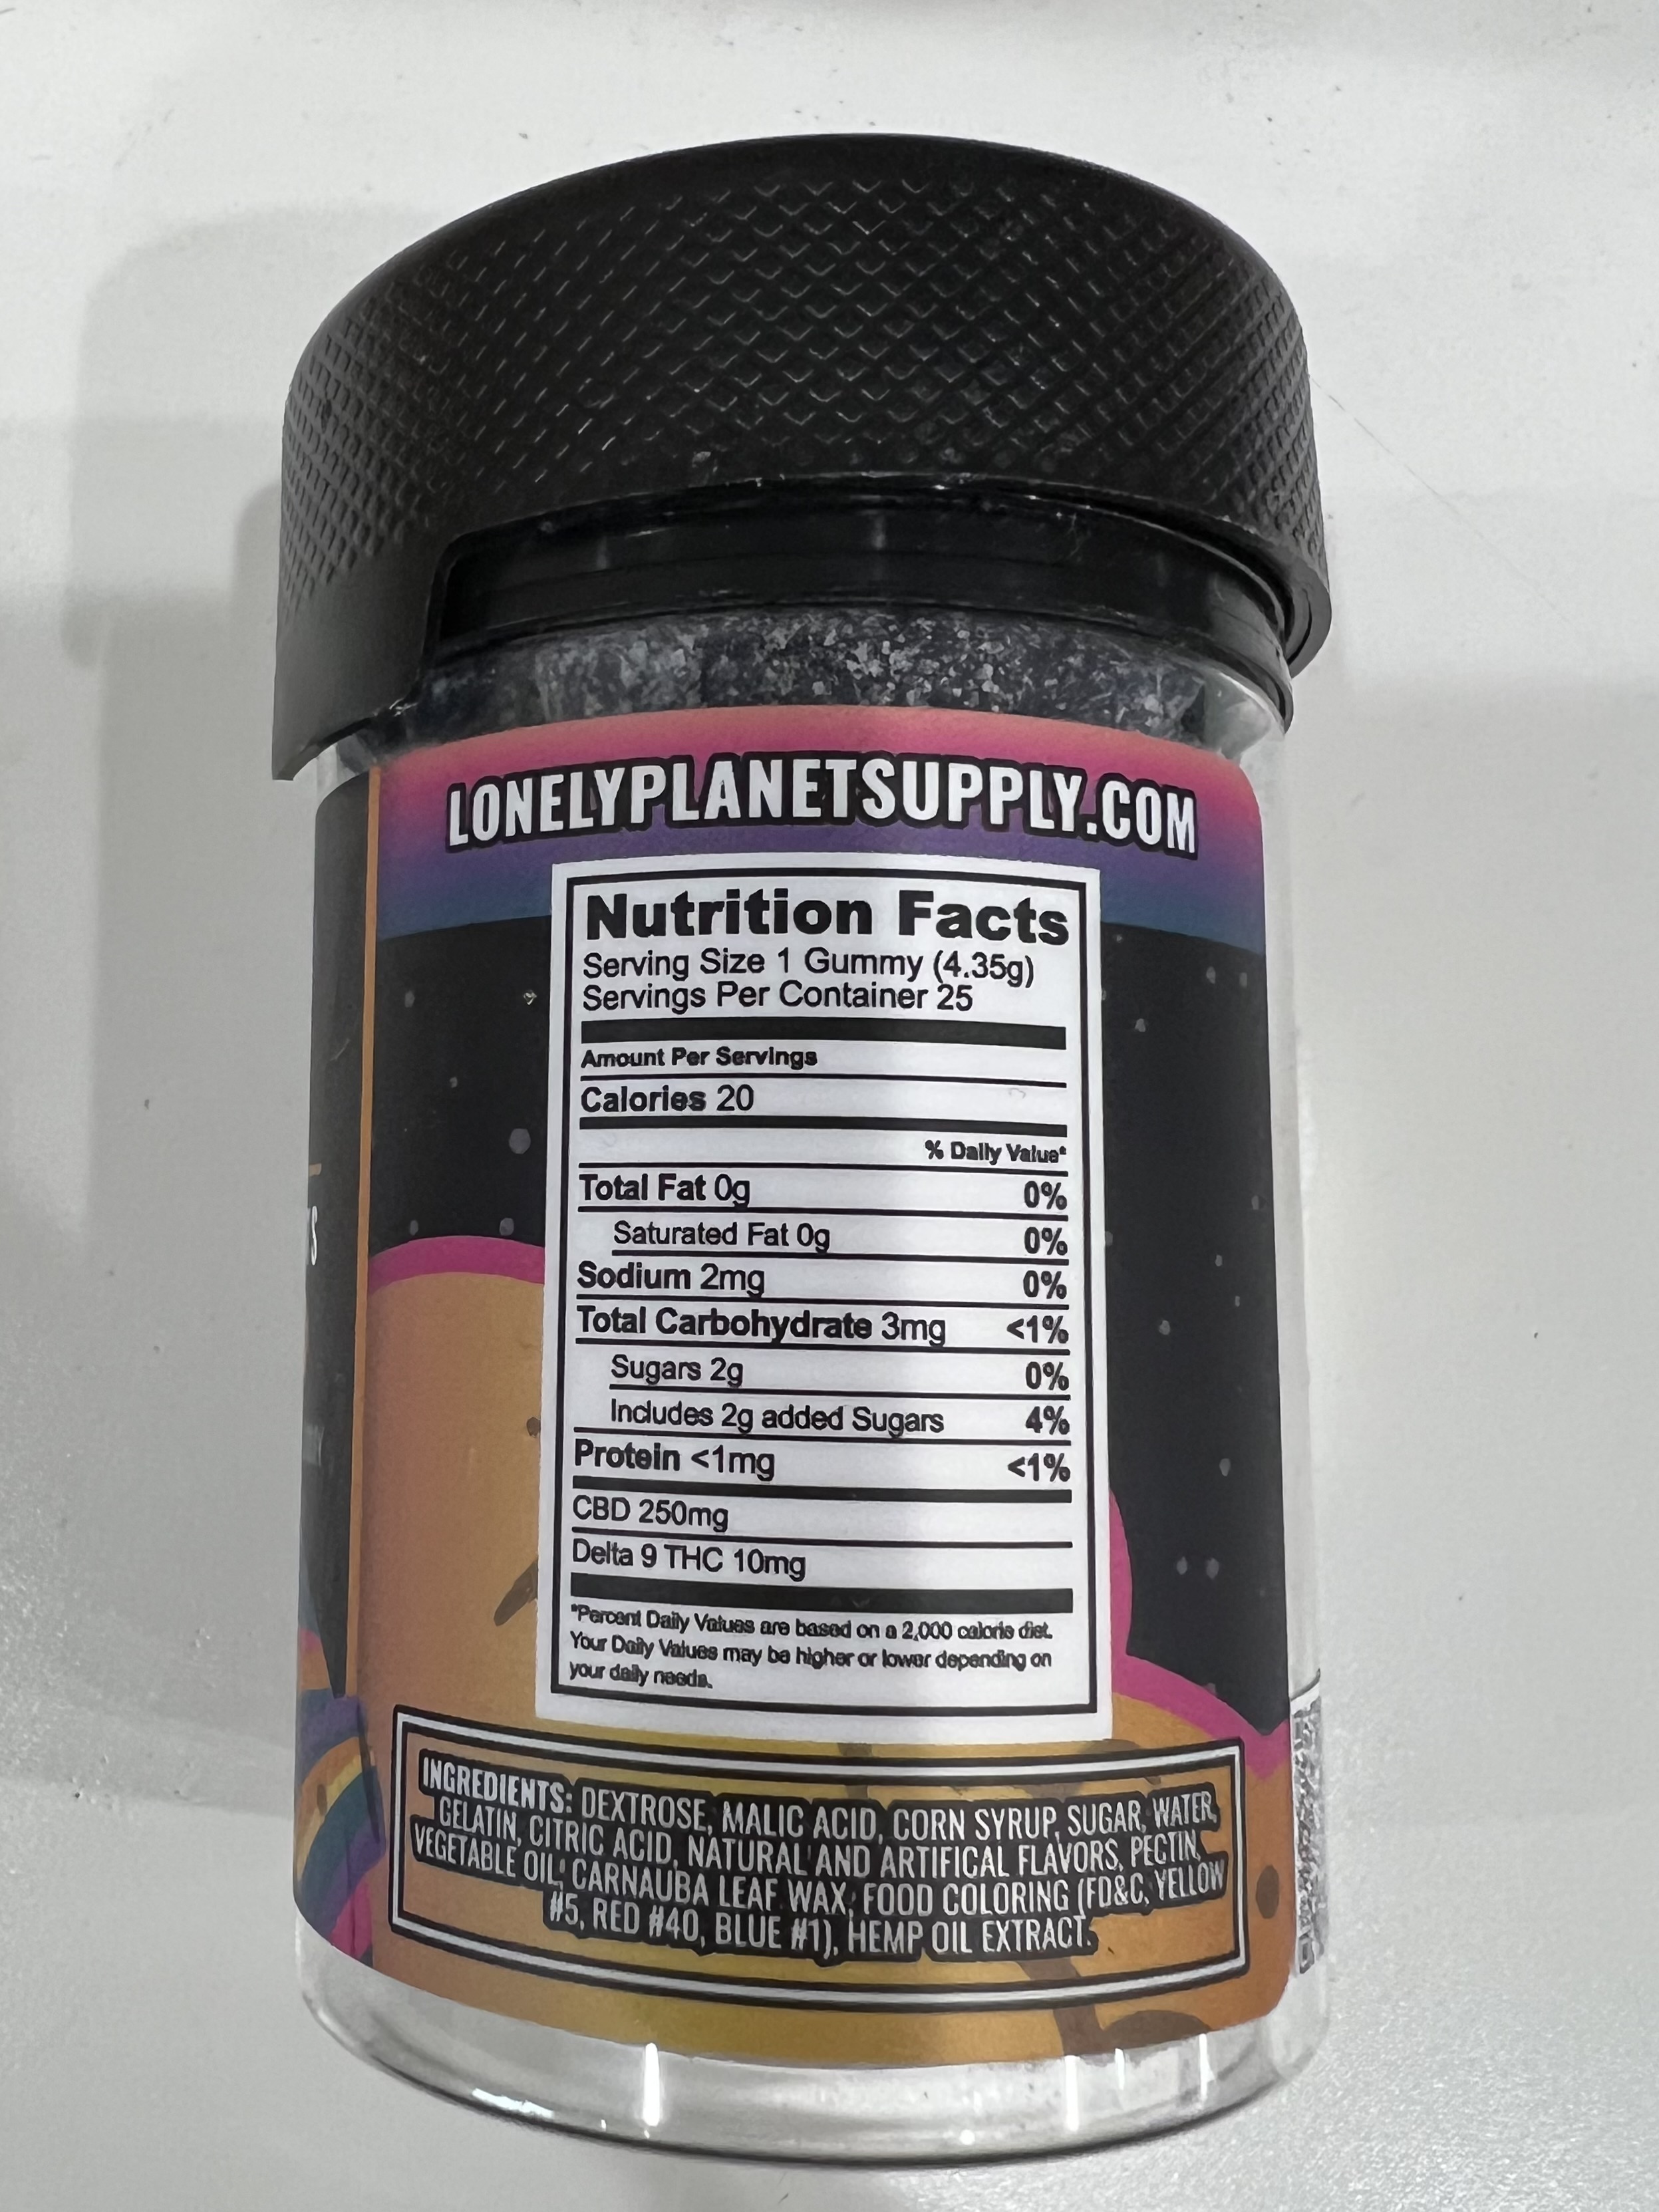 LONELYPLANETSUPPLY.COM
Nutrition Facts
Serving Size 1 Gummy (4.35g)
Servings Per Container 25
Amount Per Servings
Calories 20
% Daily Value*
Total Fat 0g 0%
Saturated Fat 0g 0%
Sodium 2mg 0%
Total Carbohydrate 3mg <1%
Sugars 2g 0%
Includes 2g added Sugars 4%
Protein <1mg <1%
CBD 250mg
Delta 9 THC 10mg
*Percent Daily Values are based on a 2,000 calorie diet.
Your Daily Values may be higher or lower depending on
your daily needs.
INGREDIENTS: DEXTROSE, MALIC ACID, CORN SYRUP, SUGAR, WATER,
GELATIN, CITRIC ACID, NATURAL AND ARTIFICAL FLAVORS, PECTIN,
VEGETABLE OIL, CARNAUBA LEAF WAX, FOOD COLORING (FD&C, YELLOW
#5, RED #40, BLUE #1), HEMP OIL EXTRACT.